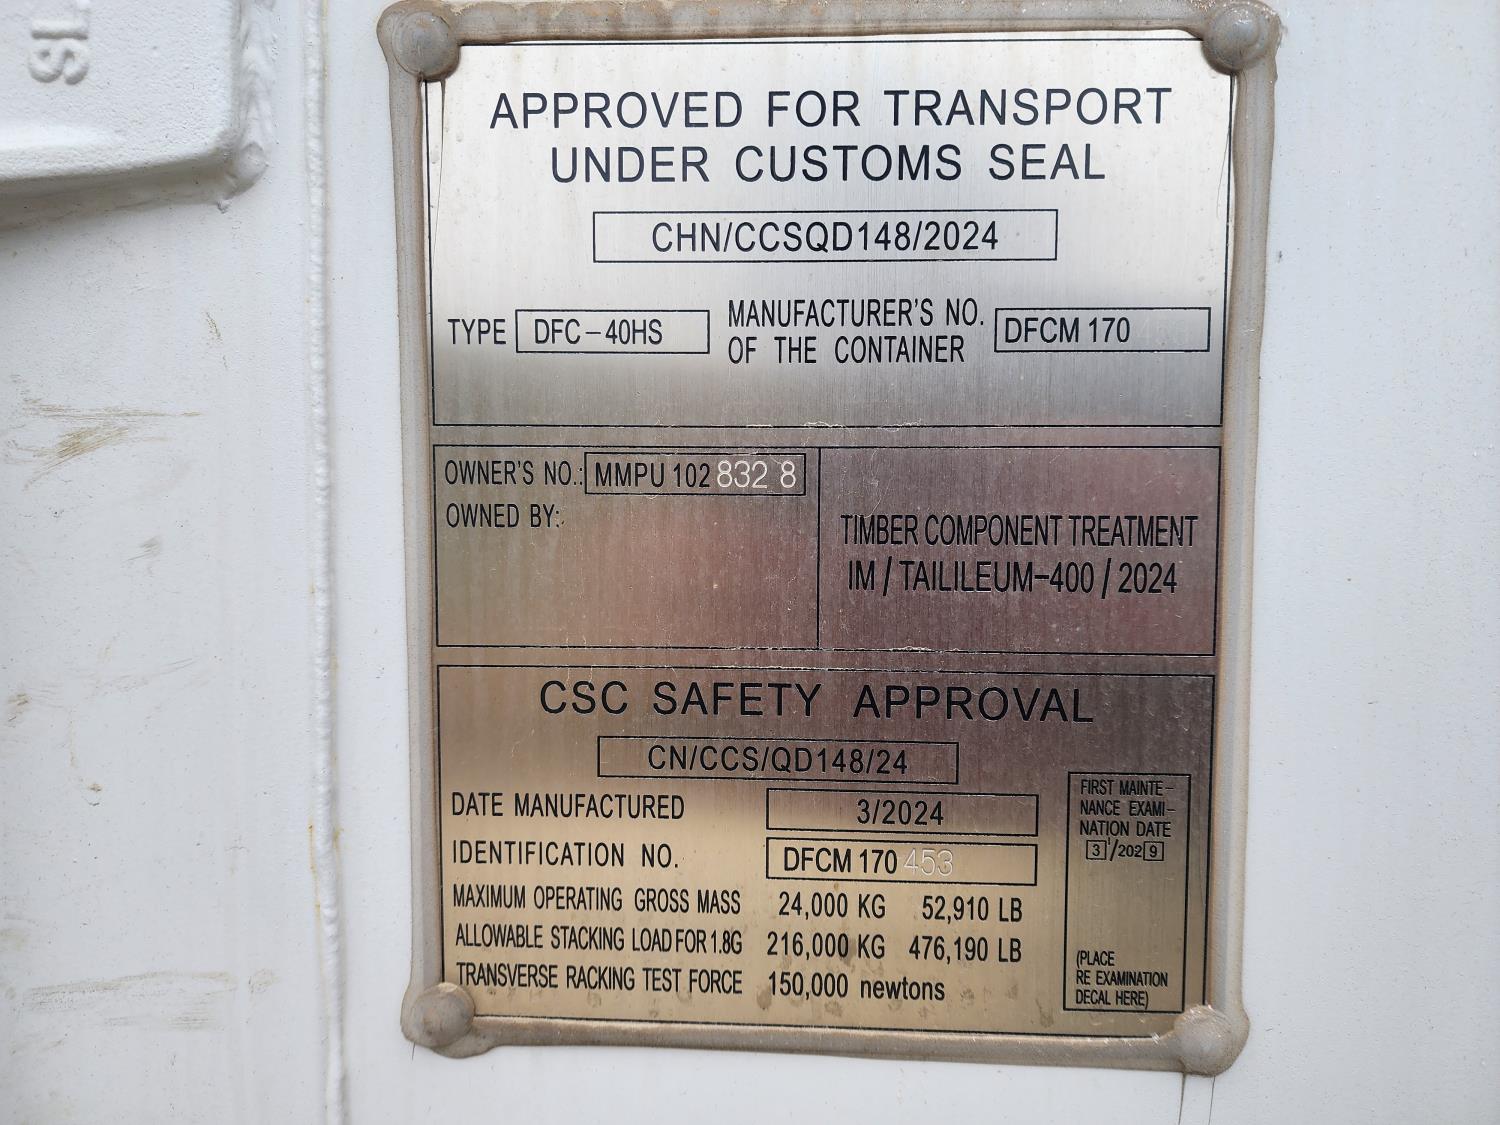 IS
APPROVED FOR TRANSPORT
UNDER CUSTOMS SEAL
CHN/CCSQD148/2024
TYPE DFC-40HS MANUFACTURER'S NO. OF THE CONTAINER DFCM 170453
OWNER'S NO.: MMPU 102 832 8
OWNED BY:
TIMBER COMPONENT TREATMENT
IM / TAILILEUM-400 / 2024
CSC SAFETY APPROVAL
CN/CCS/QD148/24
DATE MANUFACTURED 3/2024
IDENTIFICATION NO. DFCM 170 453
MAXIMUM OPERATING GROSS MASS 24,000 KG 52,910 LB
ALLOWABLE STACKING LOAD FOR 1.8G 216,000 KG 476,190 LB
TRANSVERSE RACKING TEST FORCE 150,000 newtons
FIRST MAINTE-
NANCE EXAMI-
NATION DATE
3/2029
(PLACE
RE EXAMINATION
DECAL HERE)